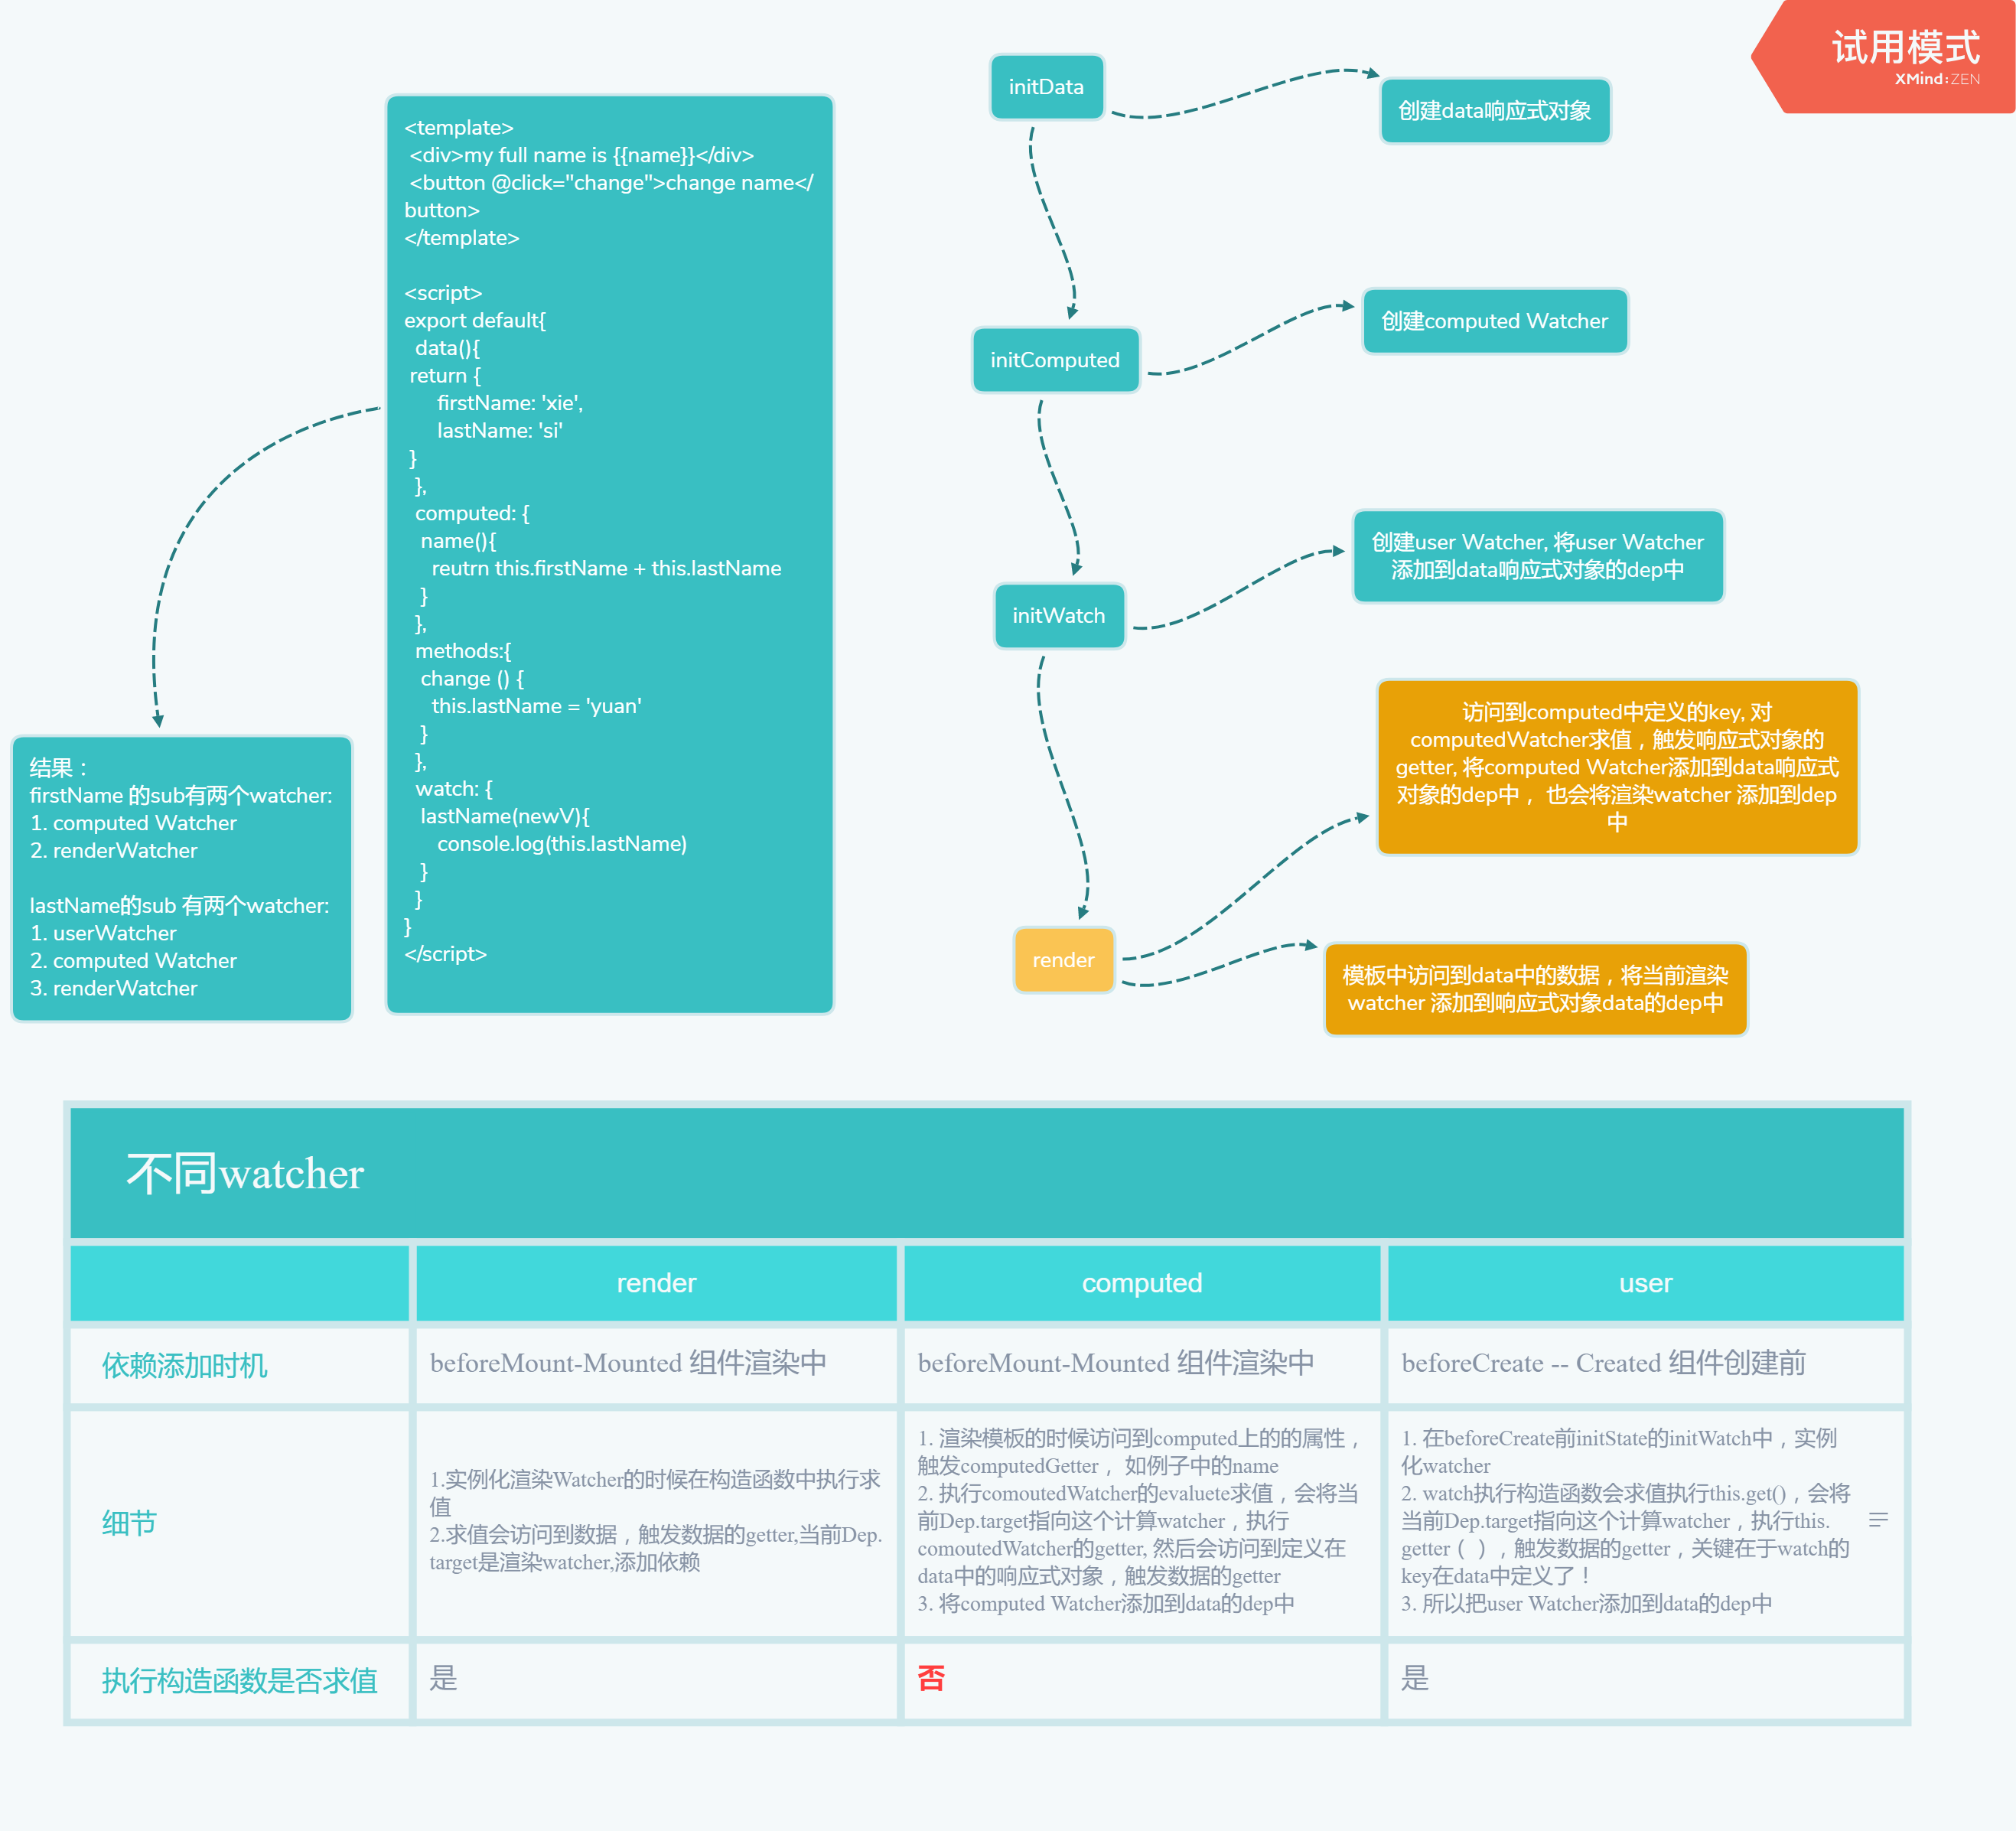 试用模式
XMind:ZEN
<template>
<div>my full name is {{name}}</div>
<button @click="change">change name</
button>
</template>
<script>
export default{
data(){
return {
firstName: 'xie',
lastName: 'si'
}
},
computed: {
name(){
reutrn this.firstName + this.lastName
}
},
methods:{
change () {
this.lastName = 'yuan'
}
},
watch: {
lastName(newV){
console.log(this.lastName)
}
}
}
</script>
结果：
firstName 的sub有两个watcher:
1. computed Watcher
2. renderWatcher
lastName的sub 有两个watcher:
1. userWatcher
2. computed Watcher
3. renderWatcher
initData
创建data响应式对象
initComputed
创建computed Watcher
initWatch
创建user Watcher, 将user Watcher
添加到data响应式对象的dep中
render
访问到computed中定义的key, 对
computedWatcher求值，触发响应式对象的
getter, 将computed Watcher添加到data响应式
对象的dep中， 也会将渲染watcher 添加到dep
中
模板中访问到data中的数据，将当前渲染
watcher 添加到响应式对象data的dep中
不同watcher
render
computed
user
依赖添加时机
beforeMount-Mounted 组件渲染中
beforeMount-Mounted 组件渲染中
beforeCreate -- Created 组件创建前
细节
1.实例化渲染Watcher的时候在构造函数中执行求
值
2.求值会访问到数据，触发数据的getter,当前Dep.
target是渲染watcher,添加依赖
1. 渲染模板的时候访问到computed上的的属性，
触发computedGetter， 如例子中的name
2. 执行comoutedWatcher的evaluete求值，会将当
前Dep.target指向这个计算watcher，执行
comoutedWatcher的getter, 然后会访问到定义在
data中的响应式对象，触发数据的getter
3. 将computed Watcher添加到data的dep中
1. 在beforeCreate前initState的initWatch中，实例
化watcher
2. watch执行构造函数会求值执行this.get()，会将
当前Dep.target指向这个计算watcher，执行this.
getter（ ），触发数据的getter，关键在于watch的
key在data中定义了！
3. 所以把user Watcher添加到data的dep中
执行构造函数是否求值
是
否
是